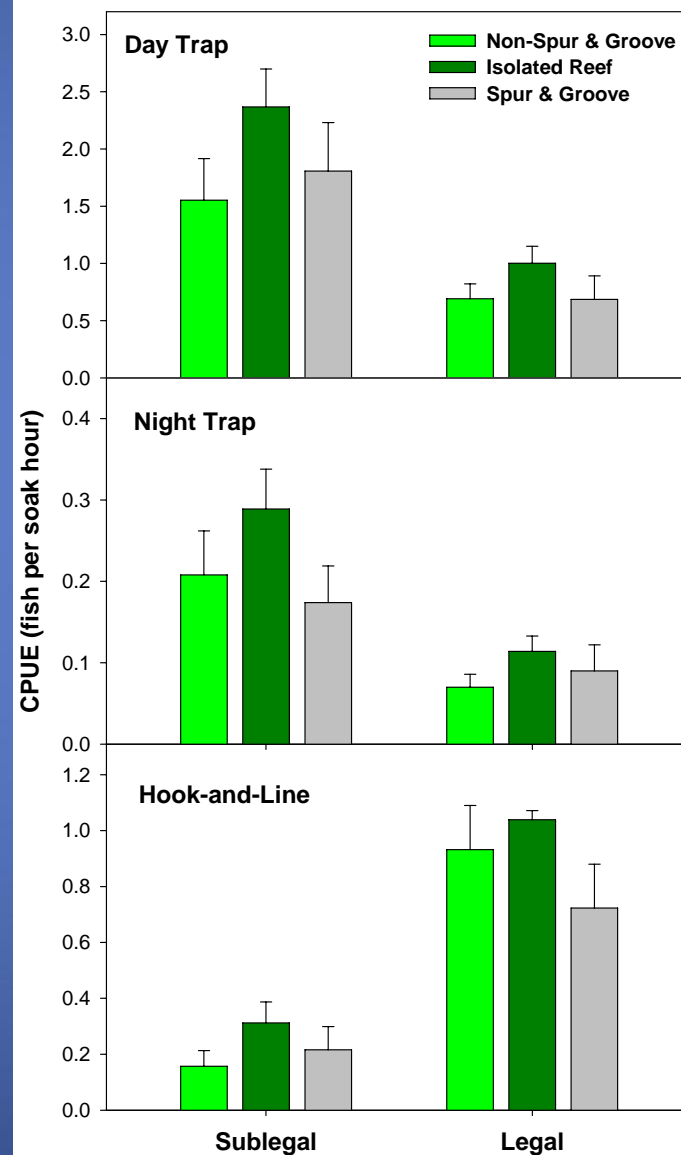 Day Trap
Non-Spur & Groove
Isolated Reef
Spur & Groove
3.0
2.5
2.0
1.5
1.0
0.5
0.0
Night Trap
0.4
0.3
0.2
0.1
0.0
CPUE (fish per soak hour)
Hook-and-Line
1.2
1.0
0.8
0.6
0.4
0.2
0.0
Sublegal
Legal